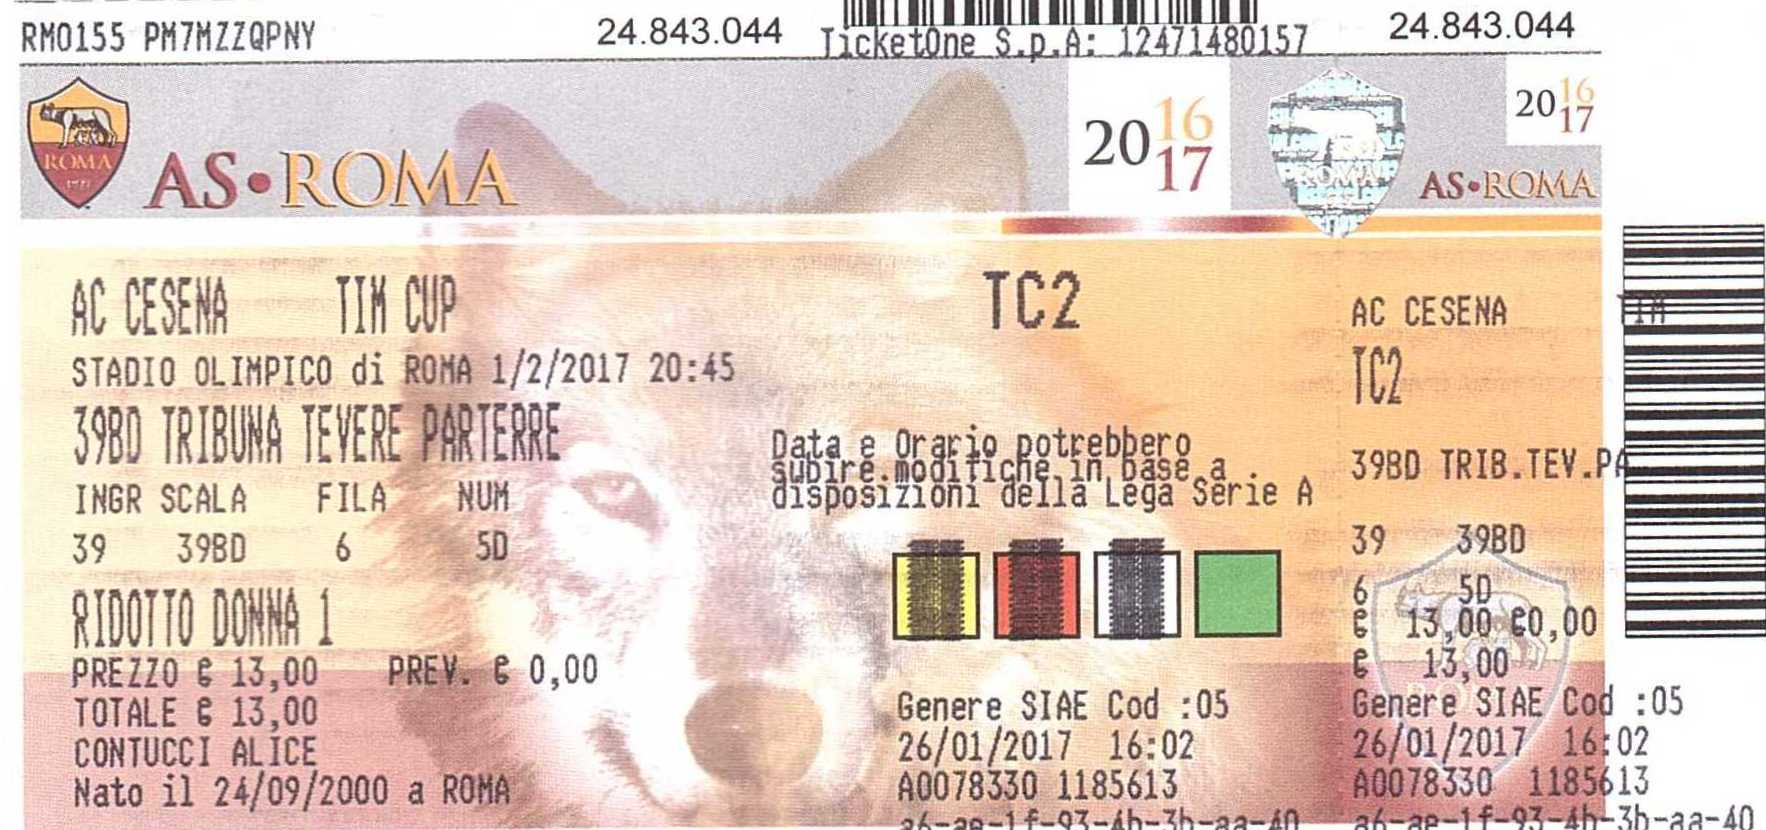 RM0155 PM7MZZQPNY 24.843.044 TicketOne S.p.A: 12471480157 24.843.044
ROMA
1927
AS•ROMA
2016
17
ROMA
2016
17
AS•ROMA
AC CESENA TIM CUP
STADIO OLIMPICO di ROMA 1/2/2017 20:45
39BD TRIBUNA TEVERE PARTERRE
INGR SCALA FILA NUM
39 39BD 6 5D
RIDOTTO DONNA 1
PREZZO € 13,00 PREV. € 0,00
TOTALE € 13,00
CONTUCCI ALICE
Nato il 24/09/2000 a ROMA
TC2
Data e Orario potrebbero
subire modifiche in base a
disposizioni della Lega Serie A
Genere SIAE Cod :05
26/01/2017 16:02
A0078330 1185613
a6-ae-1f-93-4b-3b-aa-40
AC CESENA TIM
TC2
39BD TRIB.TEV.PA
39 39BD
6 5D
€ 13,00 €0,00
€ 13,00
Genere SIAE Cod :05
26/01/2017 16:02
A0078330 1185613
a6-ae-1f-93-4b-3b-aa-40